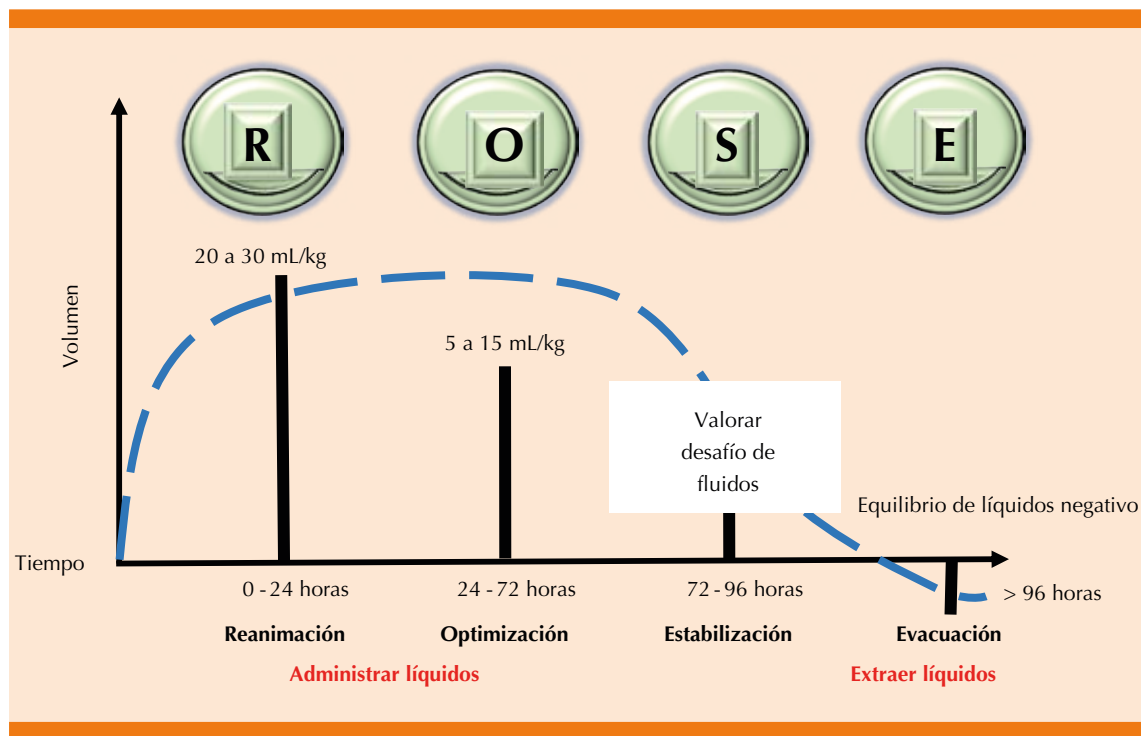 R O S E
20 a 30 mL/kg
5 a 15 mL/kg
Volumen
Valorar
desafío de
fluidos
Equilibrio de líquidos negativo
Tiempo
0 - 24 horas
24 - 72 horas
72 - 96 horas
> 96 horas
Reanimación
Optimización
Estabilización
Evacuación
Administrar líquidos
Extraer líquidos